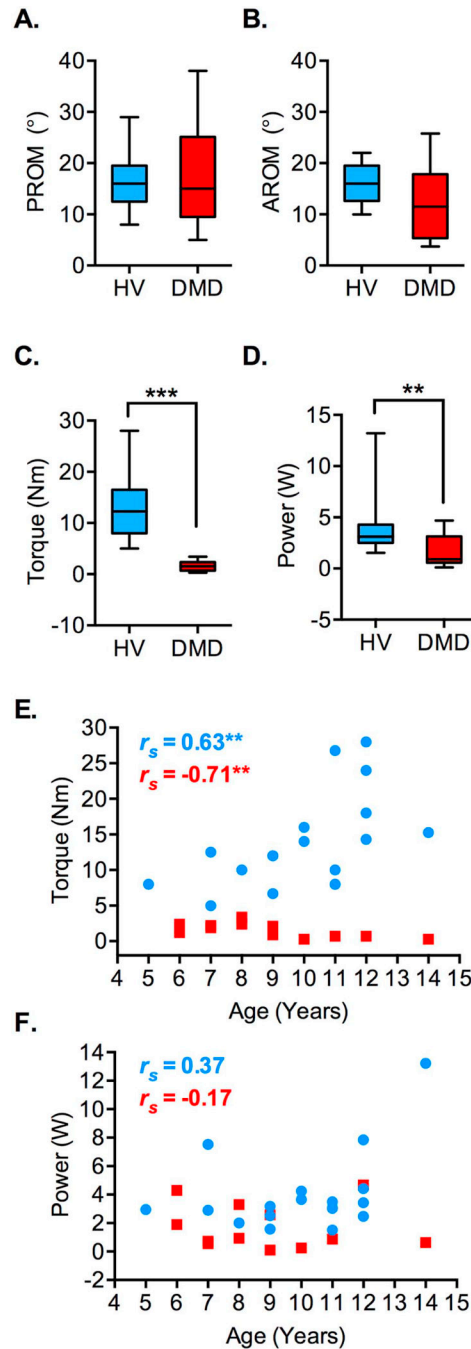 A.
B.
40
30
20
10
0
PROM (°)
HV
DMD
40
30
20
10
0
AROM (°)
HV
DMD
C.
D.
***
30
20
10
0
-10
Torque (Nm)
HV
DMD
**
15
10
5
0
-5
Power (W)
HV
DMD
E.
rs = 0.63**
rs = -0.71**
30
25
20
15
10
5
0
Torque (Nm)
4 5 6 7 8 9 10 11 12 13 14 15
Age (Years)
F.
rs = 0.37
rs = -0.17
14
12
10
8
6
4
2
0
-2
Power (W)
4 5 6 7 8 9 10 11 12 13 14 15
Age (Years)